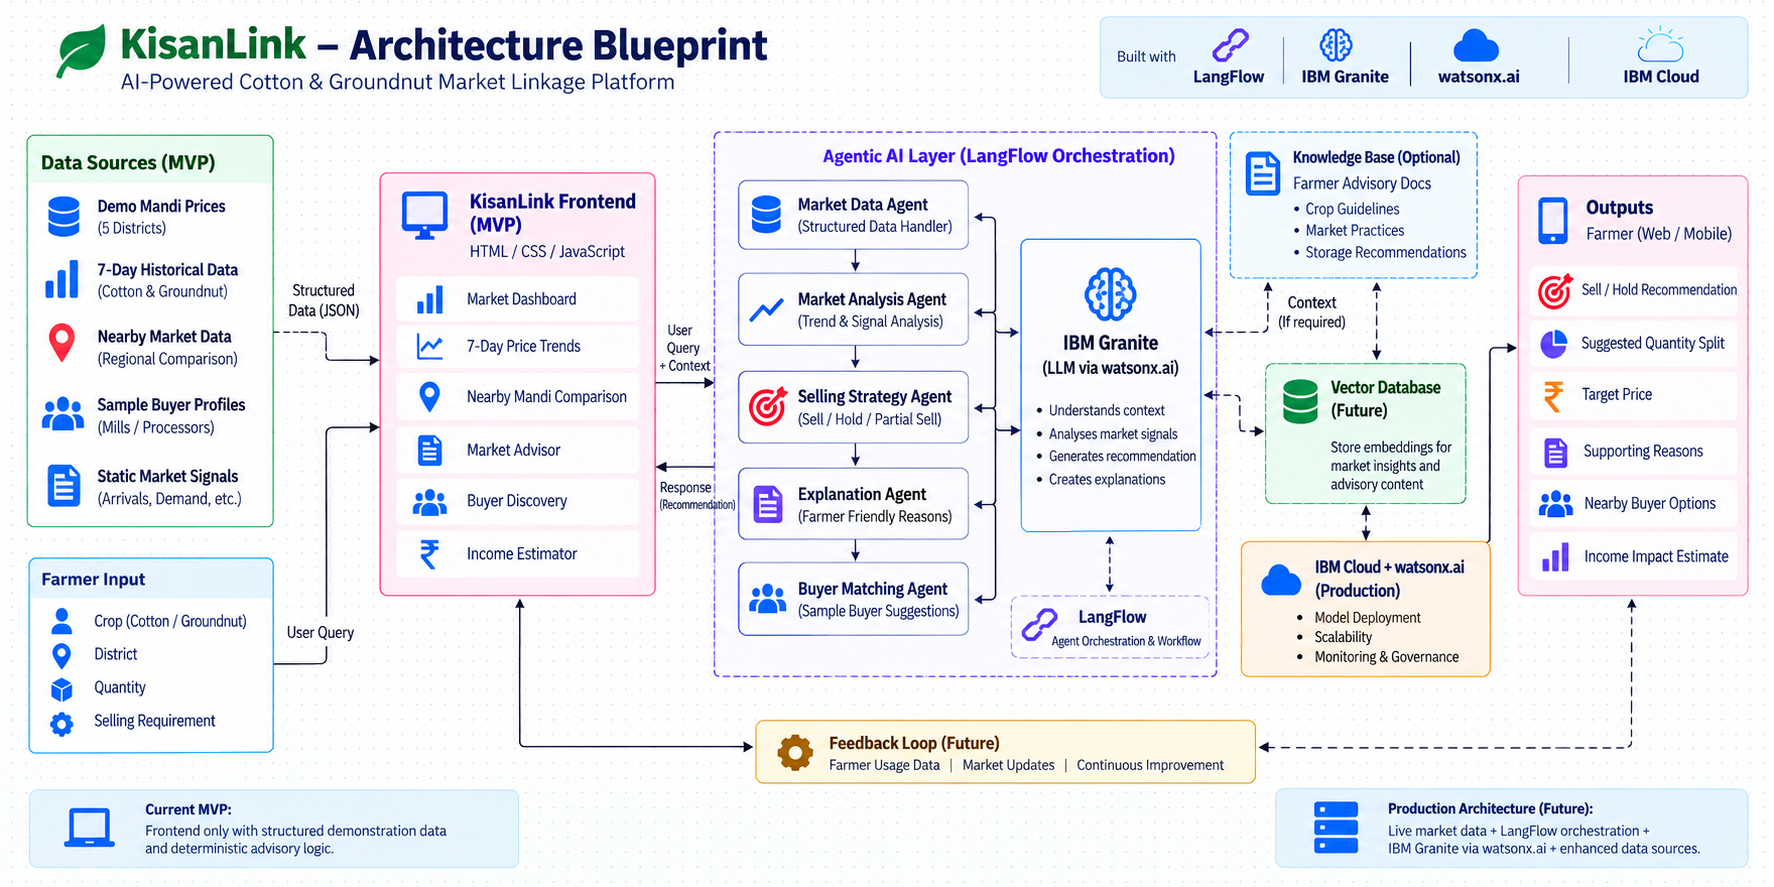 KisanLink – Architecture Blueprint
AI-Powered Cotton & Groundnut Market Linkage Platform
Built with
LangFlow
IBM Granite
watsonx.ai
IBM Cloud
Data Sources (MVP)
Demo Mandi Prices
(5 Districts)
7-Day Historical Data
(Cotton & Groundnut)
Nearby Market Data
(Regional Comparison)
Sample Buyer Profiles
(Mills / Processors)
Static Market Signals
(Arrivals, Demand, etc.)
Farmer Input
Crop (Cotton / Groundnut)
District
Quantity
Selling Requirement
Structured
Data (JSON)
User Query
KisanLink Frontend
(MVP)
HTML / CSS / JavaScript
Market Dashboard
7-Day Price Trends
Nearby Mandi Comparison
Market Advisor
Buyer Discovery
₹
Income Estimator
User
Query
+ Context
Response
(Recommendation)
Agentic AI Layer (LangFlow Orchestration)
Market Data Agent
(Structured Data Handler)
Market Analysis Agent
(Trend & Signal Analysis)
Selling Strategy Agent
(Sell / Hold / Partial Sell)
Explanation Agent
(Farmer Friendly Reasons)
Buyer Matching Agent
(Sample Buyer Suggestions)
IBM Granite
(LLM via watsonx.ai)
• Understands context
• Analyses market signals
• Generates recommendation
• Creates explanations
LangFlow
Agent Orchestration & Workflow
Knowledge Base (Optional)
Farmer Advisory Docs
• Crop Guidelines
• Market Practices
• Storage Recommendations
Context
(If required)
Vector Database
(Future)
Store embeddings for
market insights and
advisory content
IBM Cloud + watsonx.ai
(Production)
• Model Deployment
• Scalability
• Monitoring & Governance
Outputs
Farmer (Web / Mobile)
Sell / Hold Recommendation
Suggested Quantity Split
₹
Target Price
Supporting Reasons
Nearby Buyer Options
Income Impact Estimate
Feedback Loop (Future)
Farmer Usage Data | Market Updates | Continuous Improvement
Current MVP:
Frontend only with structured demonstration data
and deterministic advisory logic.
Production Architecture (Future):
Live market data + LangFlow orchestration +
IBM Granite via watsonx.ai + enhanced data sources.